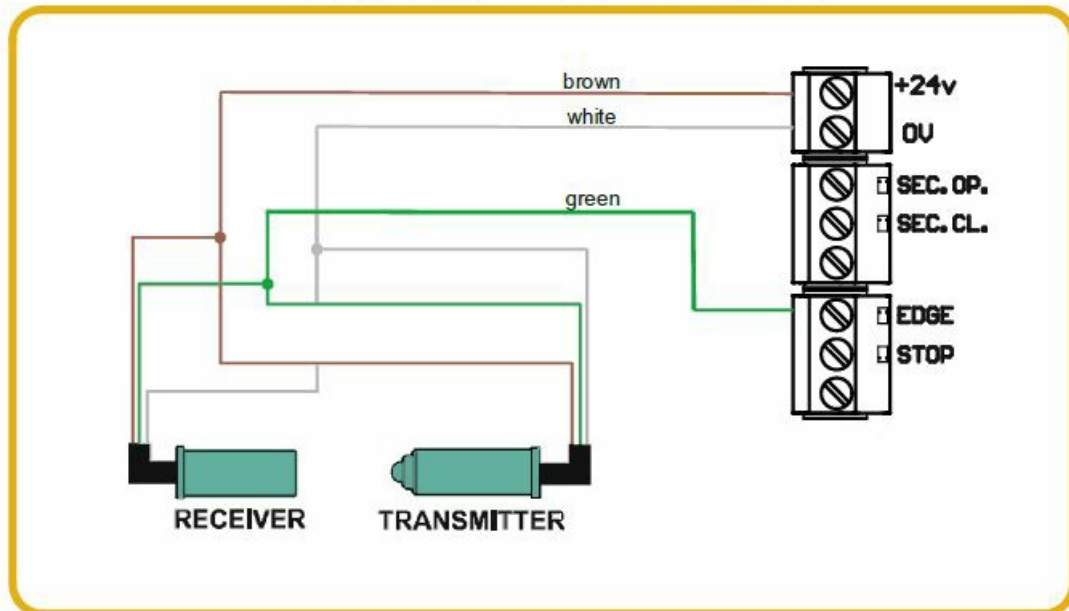 brown
+24v
white
0V
SEC.OP.
green
SEC.CL.
EDGE
STOP
RECEIVER
TRANSMITTER